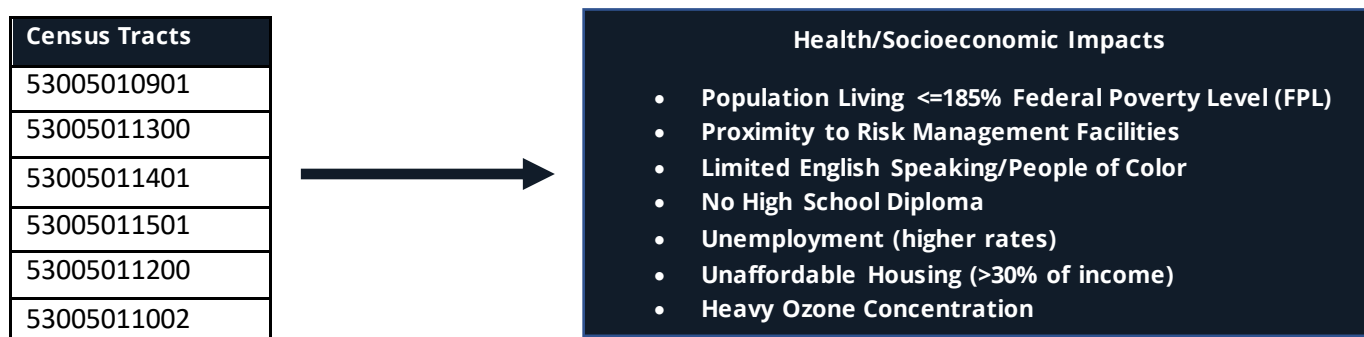 Census Tracts
53005010901
53005011300
53005011401
53005011501
53005011200
53005011002
Health/Socioeconomic Impacts
• Population Living <=185% Federal Poverty Level (FPL)
• Proximity to Risk Management Facilities
• Limited English Speaking/People of Color
• No High School Diploma
• Unemployment (higher rates)
• Unaffordable Housing (>30% of income)
• Heavy Ozone Concentration